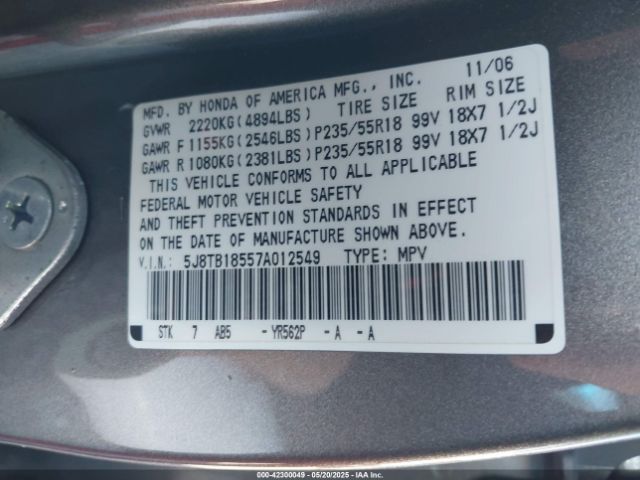 MFD. BY HONDA OF AMERICA MFG., INC. 11/06
GVWR 2220KG(4894LBS) TIRE SIZE RIM SIZE
GAWR F1155KG(2546LBS)P235/55R18 99V 18X7 1/2J
GAWR R1080KG(2381LBS)P235/55R18 99V 18X7 1/2J
THIS VEHICLE CONFORMS TO ALL APPLICABLE
FEDERAL MOTOR VEHICLE SAFETY
AND THEFT PREVENTION STANDARDS IN EFFECT
ON THE DATE OF MANUFACTURE SHOWN ABOVE.
V.I.N.: 5J8TB18557A012549 TYPE: MPV
STK 7 AB5 -YR562P -A -A
©-42300049 — 05/20/2025 — IAA Inc.